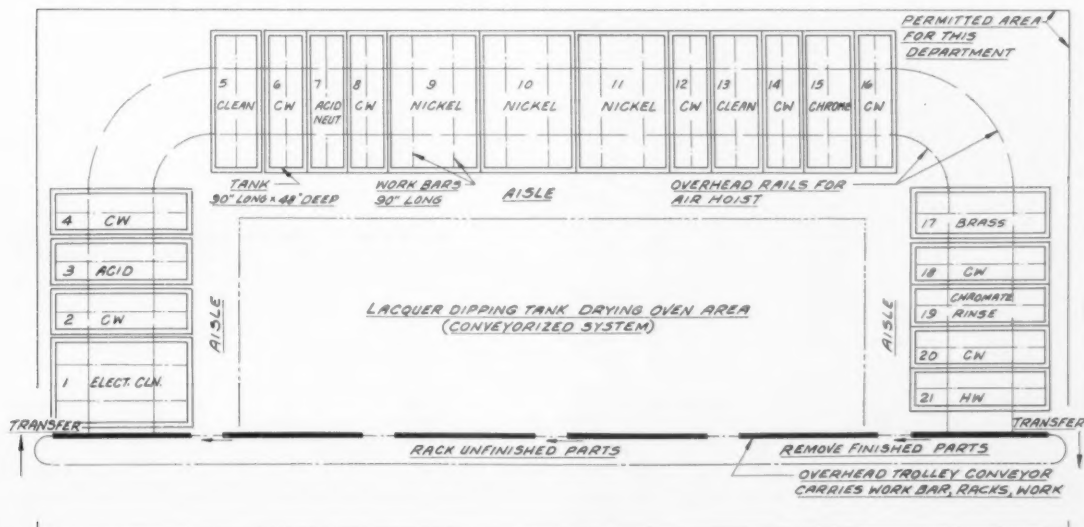 PERMITTED AREA
FOR THIS
DEPARTMENT
5
CLEAN
6
CW
7
ACID
NEUT
8
CW
9
NICKEL
10
NICKEL
11
NICKEL
12
CW
13
CLEAN
14
CW
15
CHROME
16
CW
TANK
90" LONG x 48" DEEP
WORK BARS
90" LONG
AISLE
OVERHEAD RAILS FOR
AIR HOIST
4 CW
3 ACID
2 CW
1 ELECT. CLN.
AISLE
LACQUER DIPPING TANK DRYING OVEN AREA
(CONVEYORIZED SYSTEM)
AISLE
17 BRASS
18 CW
CHROMATE
19 RINSE
20 CW
21 HW
TRANSFER
TRANSFER
RACK UNFINISHED PARTS
REMOVE FINISHED PARTS
OVERHEAD TROLLEY CONVEYOR
CARRIES WORK BAR, RACKS, WORK